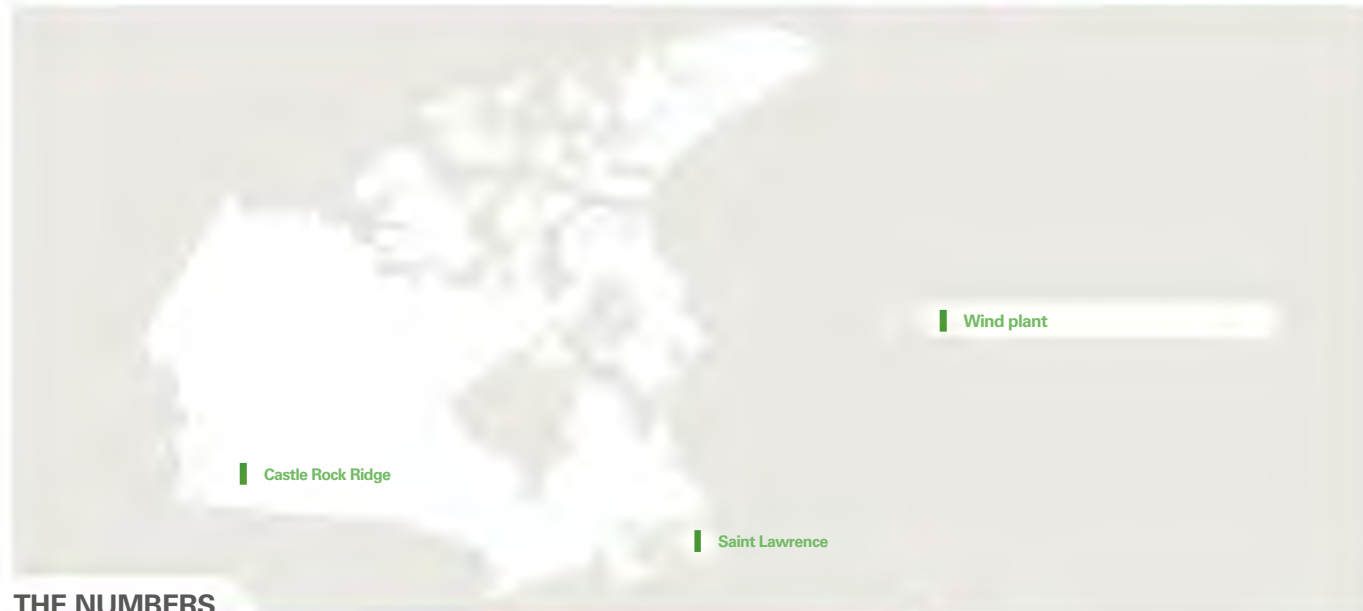 Wind plant
Castle Rock Ridge
Saint Lawrence
THE NUMBERS